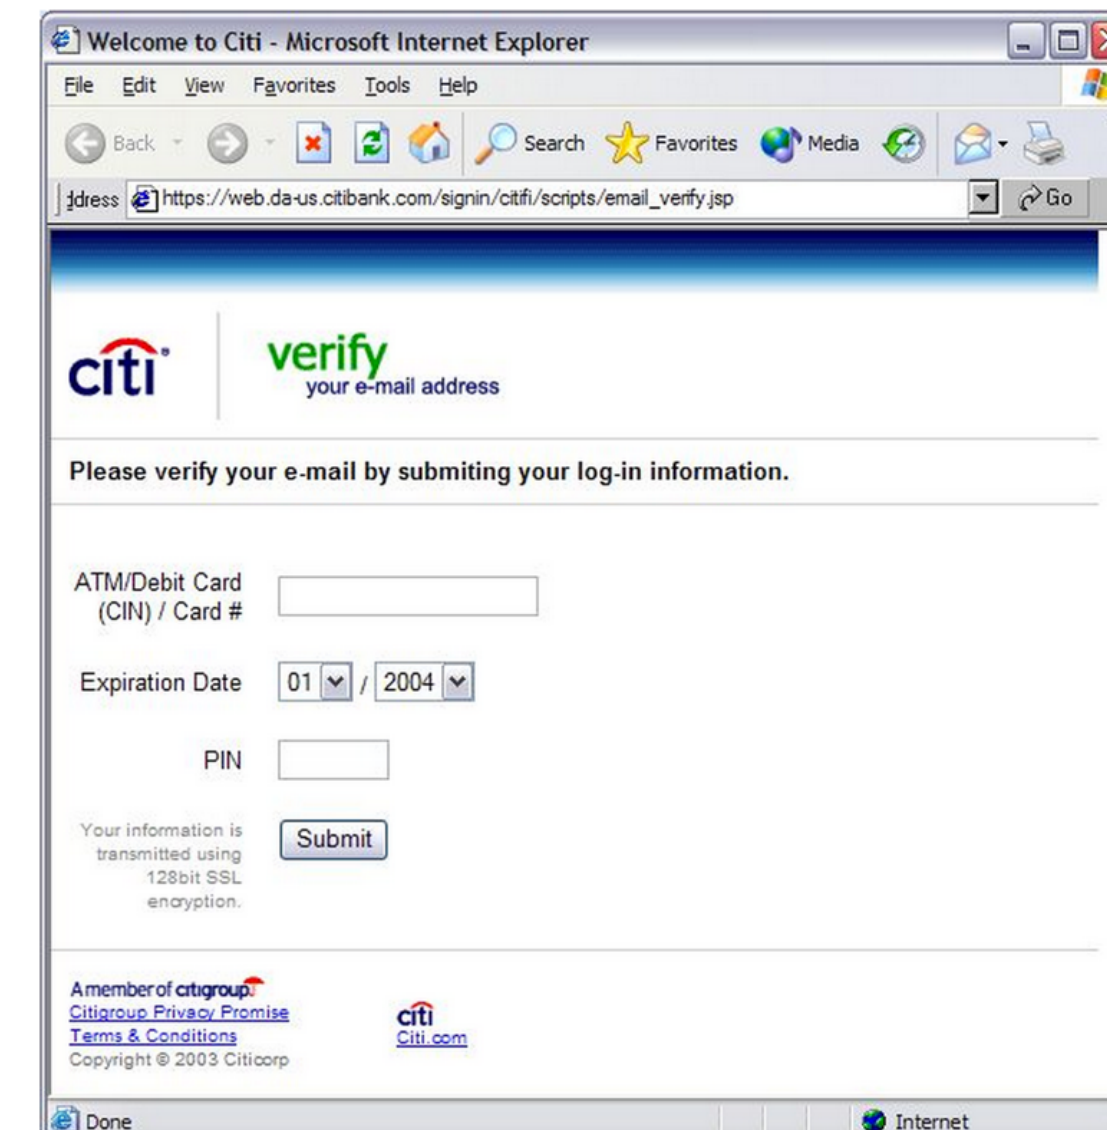 Welcome to Citi - Microsoft Internet Explorer
File Edit View Favorites Tools Help
Back Search Favorites Media
ddress https://web.da-us.citibank.com/signin/citifi/scripts/email_verify.jsp Go
citi
verify
your e-mail address
Please verify your e-mail by submiting your log-in information.
ATM/Debit Card
(CIN) / Card #
Expiration Date 01 / 2004
PIN
Your information is
transmitted using
128bit SSL
encryption.
Submit
A member of citigroup
Citigroup Privacy Promise
Terms & Conditions
Copyright © 2003 Citicorp
citi
Citi.com
Done Internet